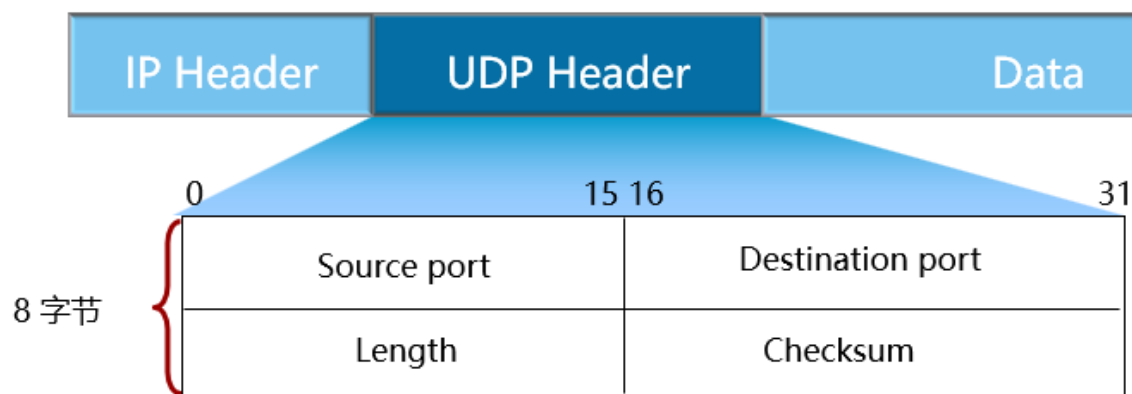 IP Header UDP Header Data
0 15 16 31
Source port Destination port
8 字节
Length Checksum